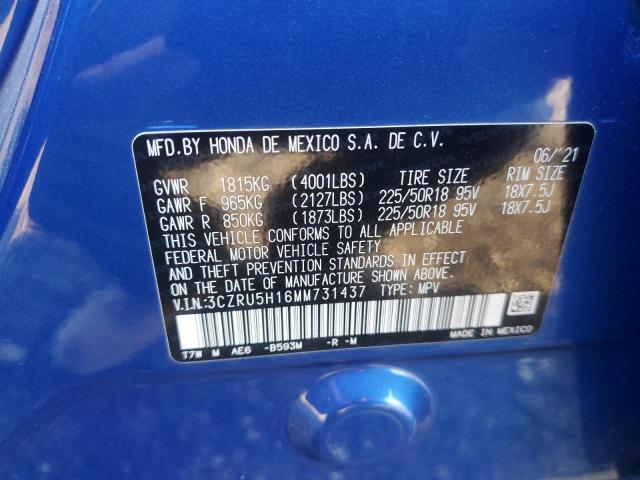 MFD.BY HONDA DE MEXICO S.A. DE C.V.
06/'21
GVWR 1815KG (4001LBS) TIRE SIZE RIM SIZE
GAWR F 965KG (2127LBS) 225/50R18 95V 18X7.5J
GAWR R 850KG (1873LBS) 225/50R18 95V 18X7.5J
THIS VEHICLE CONFORMS TO ALL APPLICABLE
FEDERAL MOTOR VEHICLE SAFETY
AND THEFT PREVENTION STANDARDS IN EFFECT
ON THE DATE OF MANUFACTURE SHOWN ABOVE.
V.I.N.:3CZRU5H16MM731437 TYPE: MPV
T7W M AE6 -B593M -R -M
MADE IN MEXICO